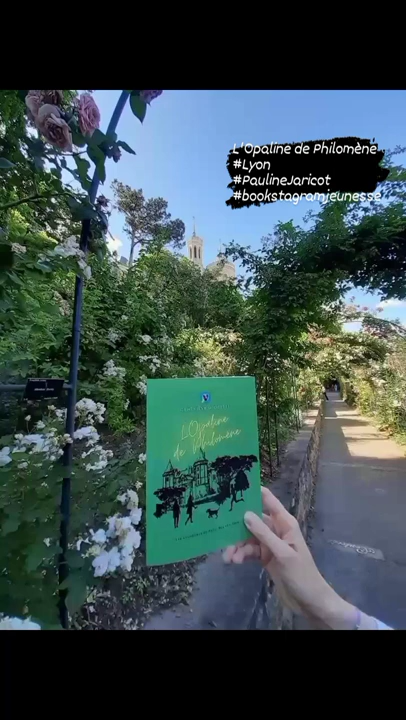 L'Opaline de Philomène
#Lyon
#PaulineJaricot
#bookstagramjeunesse
L'Opaline
de Philomène